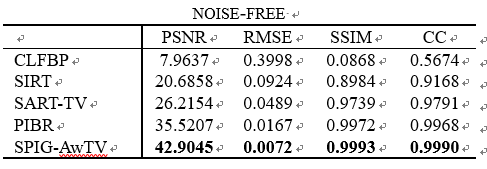 NOISE-FREE
PSNR RMSE SSIM CC
CLFBP 7.9637 0.3998 0.0868 0.5674
SIRT 20.6858 0.0924 0.8984 0.9168
SART-TV 26.2154 0.0489 0.9739 0.9791
PIBR 35.5207 0.0167 0.9972 0.9968
SPIG-AwTV 42.9045 0.0072 0.9993 0.9990